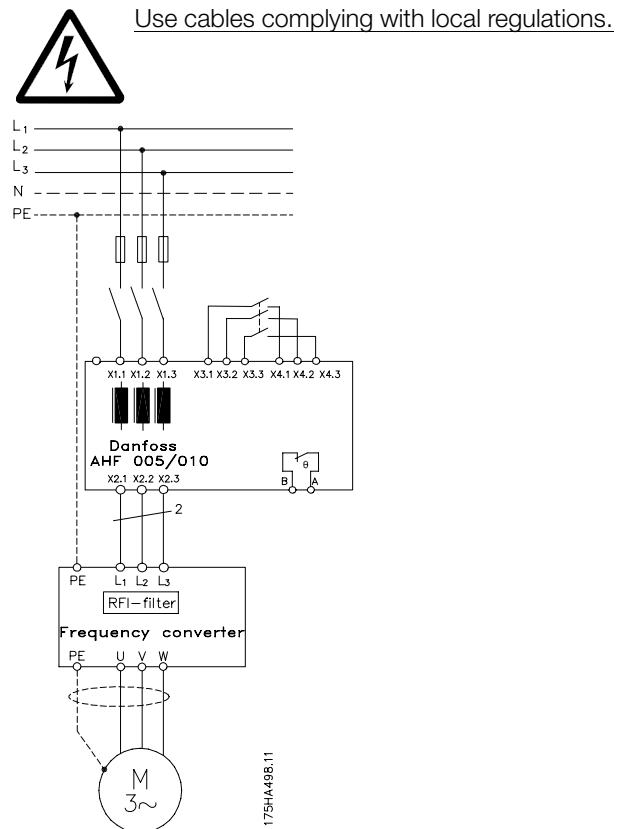 Use cables complying with local regulations.
L1
L2
L3
N
PE
X1.1 X1.2 X1.3 X3.1 X3.2 X3.3 X4.1 X4.2 X4.3
Danfoss
AHF 005/010
θ
X2.1 X2.2 X2.3 B A
2
PE L1 L2 L3
RFI-filter
Frequency converter
PE U V W
M
3~
175HA498.11